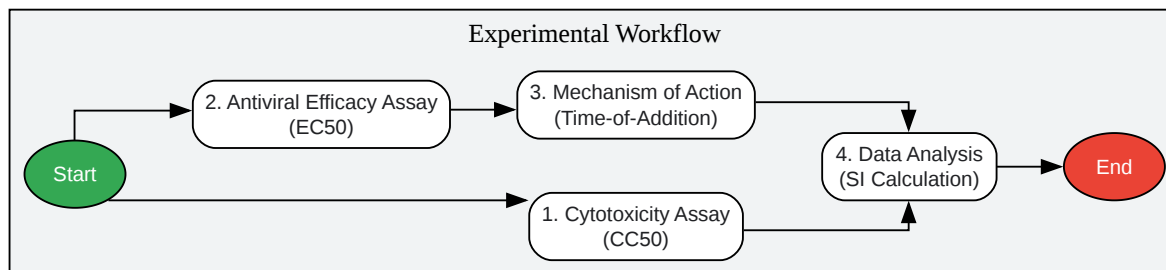 Experimental Workflow
2. Antiviral Efficacy Assay
(EC50)
3. Mechanism of Action
(Time-of-Addition)
Start
4. Data Analysis
(SI Calculation)
End
1. Cytotoxicity Assay
(CC50)